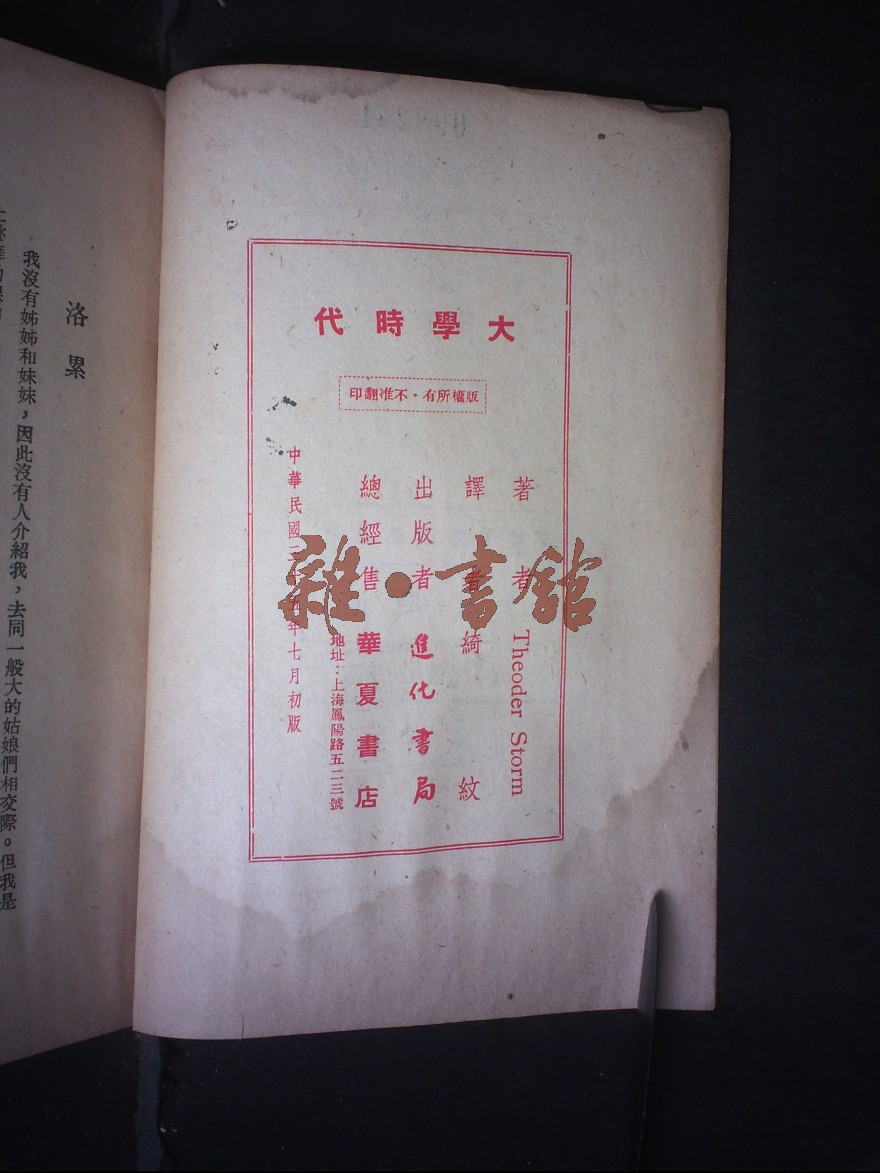 大學時代
版權所有・不准翻印
著者 Theoder Storm
譯者 綺紋
出版者 進化書局
總經售 華夏書店
地址：上海鳳陽路五二三號
中華民國三十五年七月初版
雜・書館
洛累
我沒有姊姊和妹妹，因此沒有人介紹我，去同一般大的姑娘們相交際。但我是